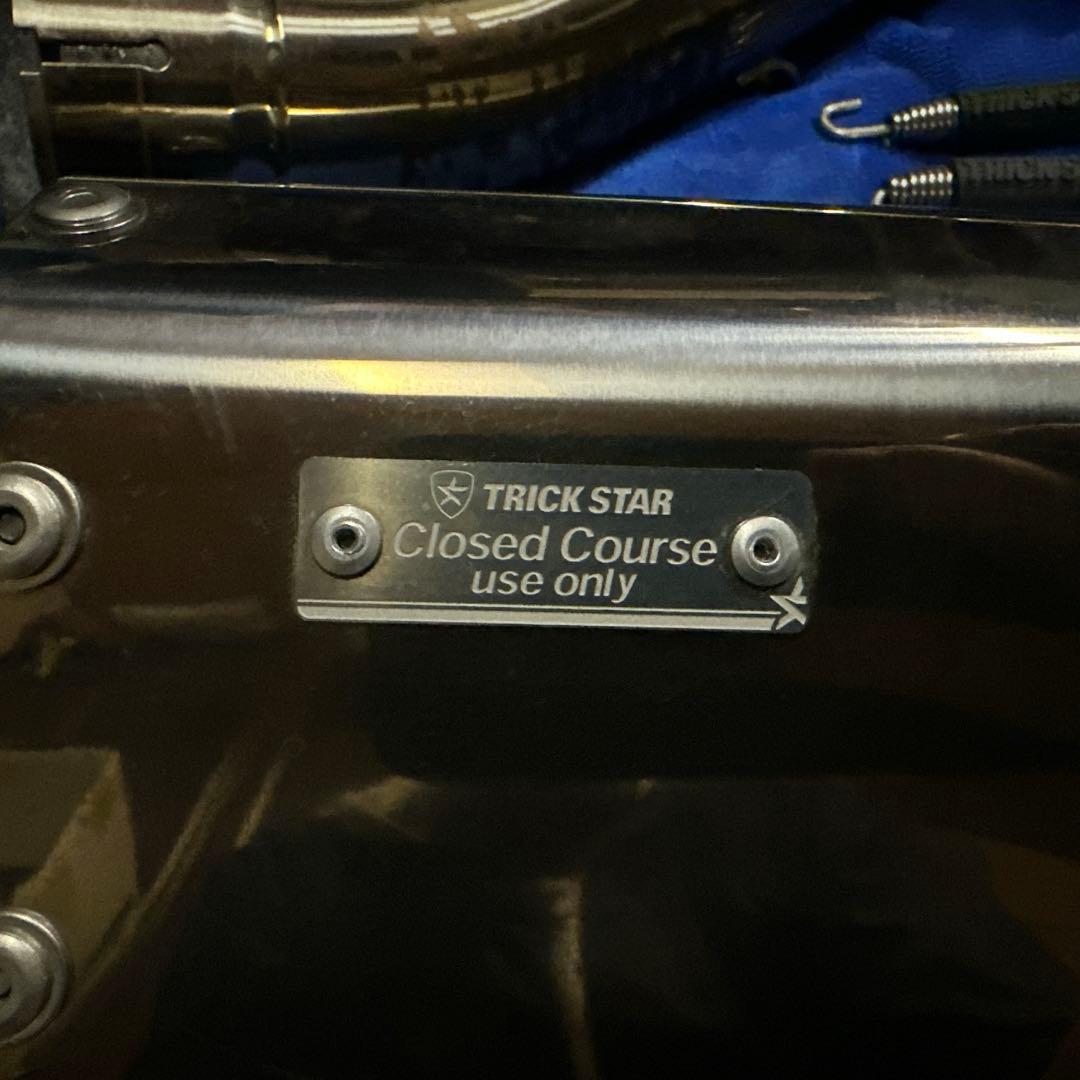 TRICK STAR
Closed Course
use only